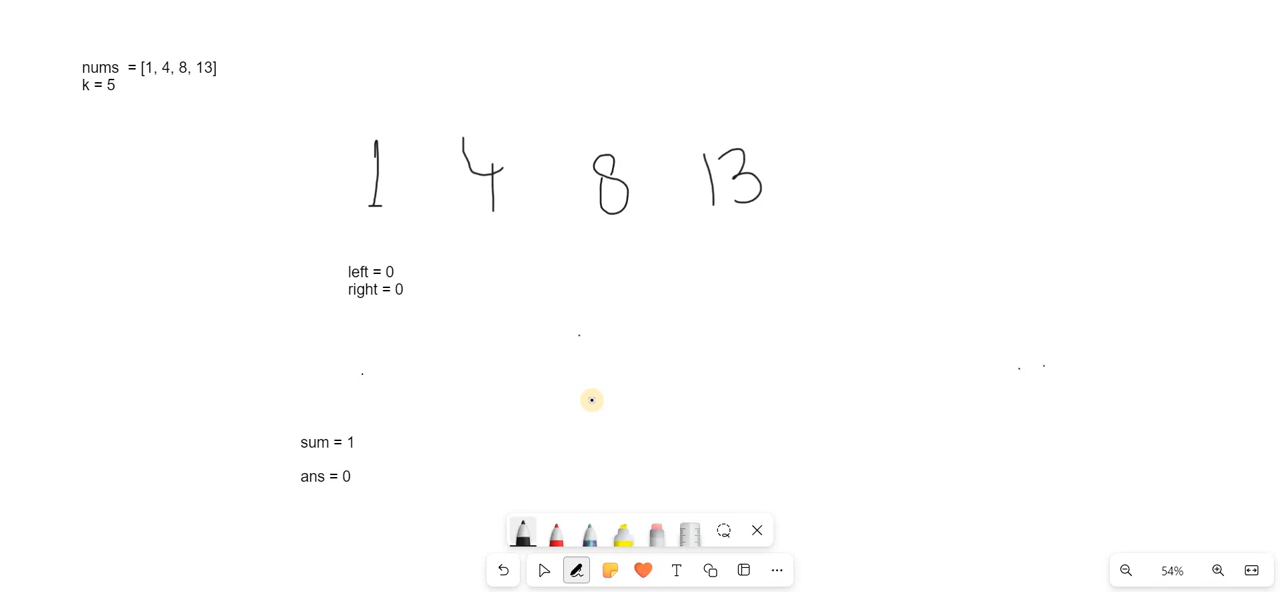 nums  = [1, 4, 8, 13]
k = 5
1 4 8 13
left = 0
right = 0
sum = 1
ans = 0
54%